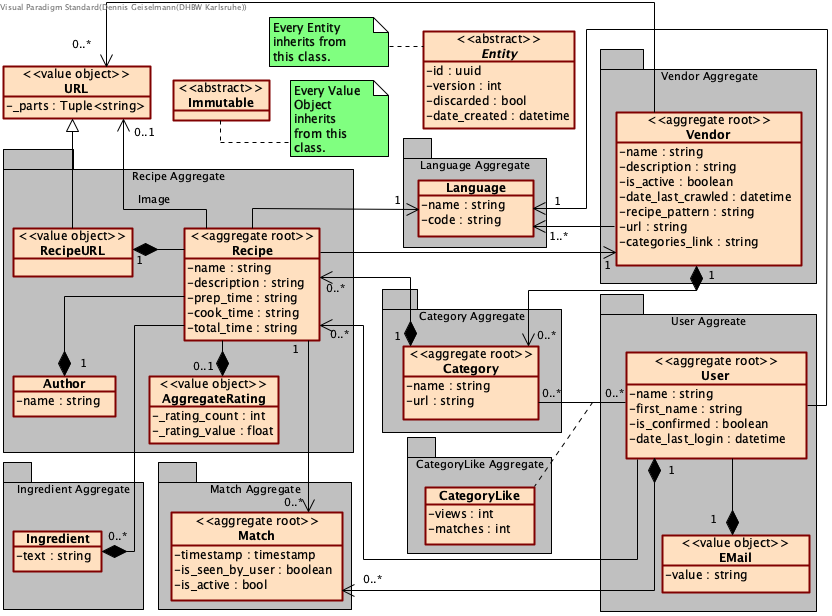 Visual Paradigm Standard(Dennis Geiselmann(DHBW Karlsruhe))
0..*
<<value object>>
URL
-_parts : Tuple<string>
<<abstract>>
Immutable
Every Entity
inherits from
this class.
Every Value
Object
inherits
from this
class.
<<abstract>>
Entity
-id : uuid
-version : int
-discarded : bool
-date_created : datetime
0..1
Image
Vendor Aggregate
<<aggregate root>>
Vendor
-name : string
-description : string
-is_active : boolean
-date_last_crawled : datetime
-recipe_pattern : string
-url : string
-categories_link : string
1
1
Language Aggregate
Language
-name : string
-code : string
1
1
1..*
Recipe Aggregate
<<value object>>
RecipeURL
1
<<aggregate root>>
Recipe
-name : string
-description : string
-prep_time : string
-cook_time : string
-total_time : string
0..*
0..*
1
0..1
1
Author
-name : string
<<value object>>
AggregateRating
-_rating_count : int
-_rating_value : float
Category Aggregate
1
0..*
<<aggregate root>>
Category
-name : string
-url : string
0..*
0..*
User Aggreate
<<aggregate root>>
User
-name : string
-first_name : string
-is_confirmed : boolean
-date_last_login : datetime
1
1
<<value object>>
EMail
-value : string
CategoryLike Aggregate
CategoryLike
-views : int
-matches : int
Ingredient Aggregate
Ingredient
-text : string
0..*
Match Aggregate
0..*
<<aggregate root>>
Match
-timestamp : timestamp
-is_seen_by_user : boolean
-is_active : bool
0..*